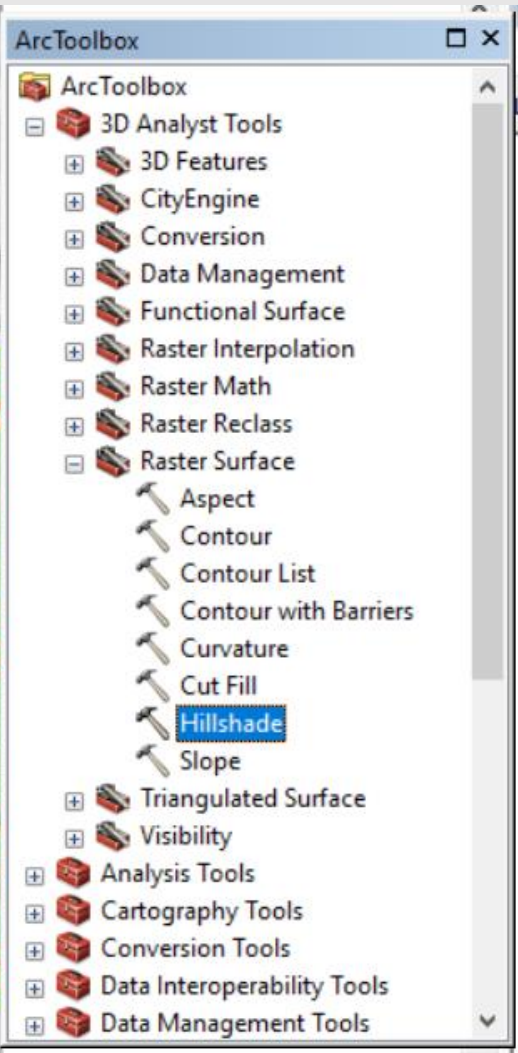 ArcToolbox
ArcToolbox
3D Analyst Tools
3D Features
CityEngine
Conversion
Data Management
Functional Surface
Raster Interpolation
Raster Math
Raster Reclass
Raster Surface
Aspect
Contour
Contour List
Contour with Barriers
Curvature
Cut Fill
Hillshade
Slope
Triangulated Surface
Visibility
Analysis Tools
Cartography Tools
Conversion Tools
Data Interoperability Tools
Data Management Tools